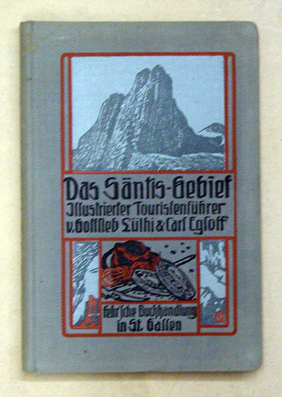 Das Säntis-Gebiet
Illustrierter Touristenführer
v. Gottlieb Lüthi & Carl Egloff
Fehr'sche Buchhandlung
in St. Gallen